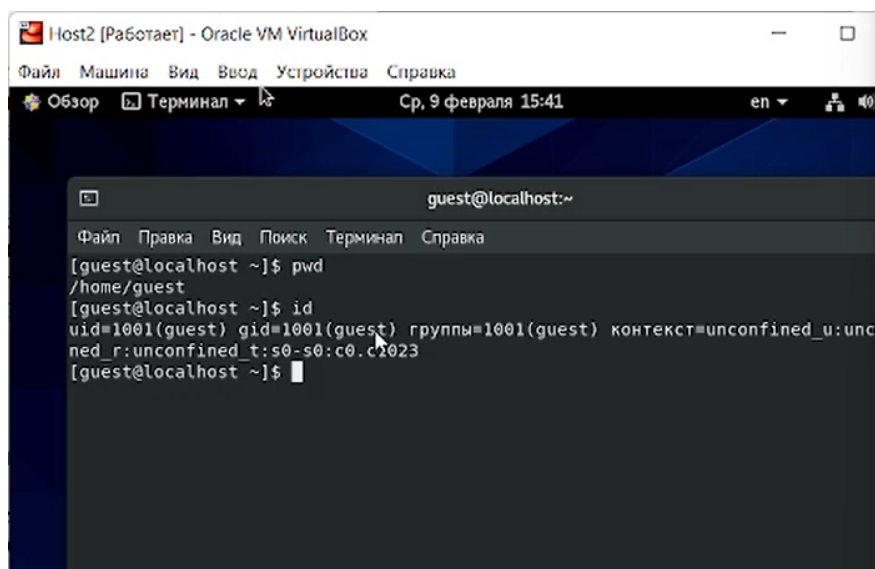 Host2 [Работает] - Oracle VM VirtualBox
Файл Машина Вид Ввод Устройства Справка
Обзор Терминал Ср, 9 февраля 15:41 en
guest@localhost:~
Файл Правка Вид Поиск Терминал Справка
[guest@localhost ~]$ pwd
/home/guest
[guest@localhost ~]$ id
uid=1001(guest) gid=1001(guest) группы=1001(guest) контекст=unconfined_u:unc
ned_r:unconfined_t:s0-s0:c0.c1023
[guest@localhost ~]$